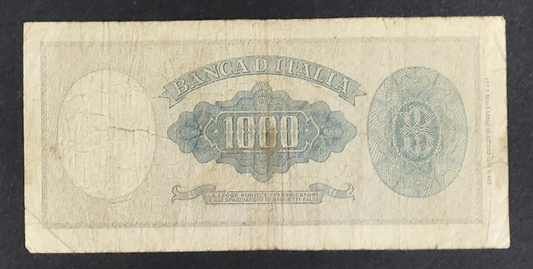 BANCA D'ITALIA
1000
LA LEGGE PUNISCE I FABBRICATORI
E GLI SPACCIATORI DI BIGLIETTI FALSI